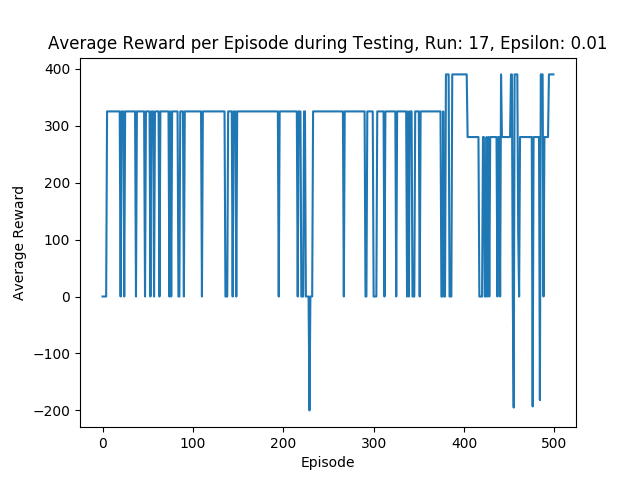 Average Reward per Episode during Testing, Run: 17, Epsilon: 0.01
400
300
200
100
0
−100
−200
Average Reward
0 100 200 300 400 500
Episode